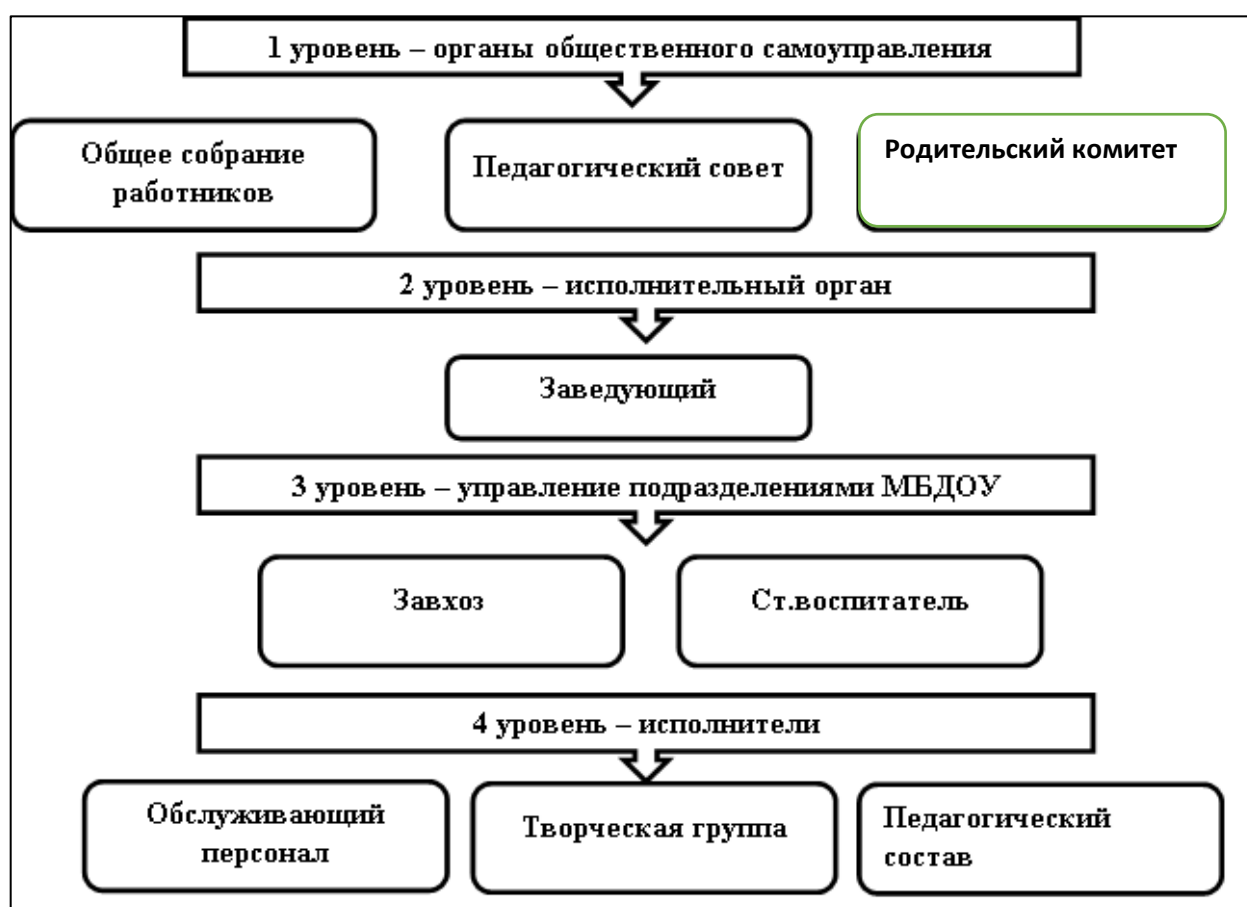 1 уровень – органы общественного самоуправления
Общее собрание
работников
Педагогический совет
Родительский комитет
2 уровень – исполнительный орган
Заведующий
3 уровень – управление подразделениями МБДОУ
Завхоз
Ст.воспитатель
4 уровень – исполнители
Обслуживающий
персонал
Творческая группа
Педагогический
состав